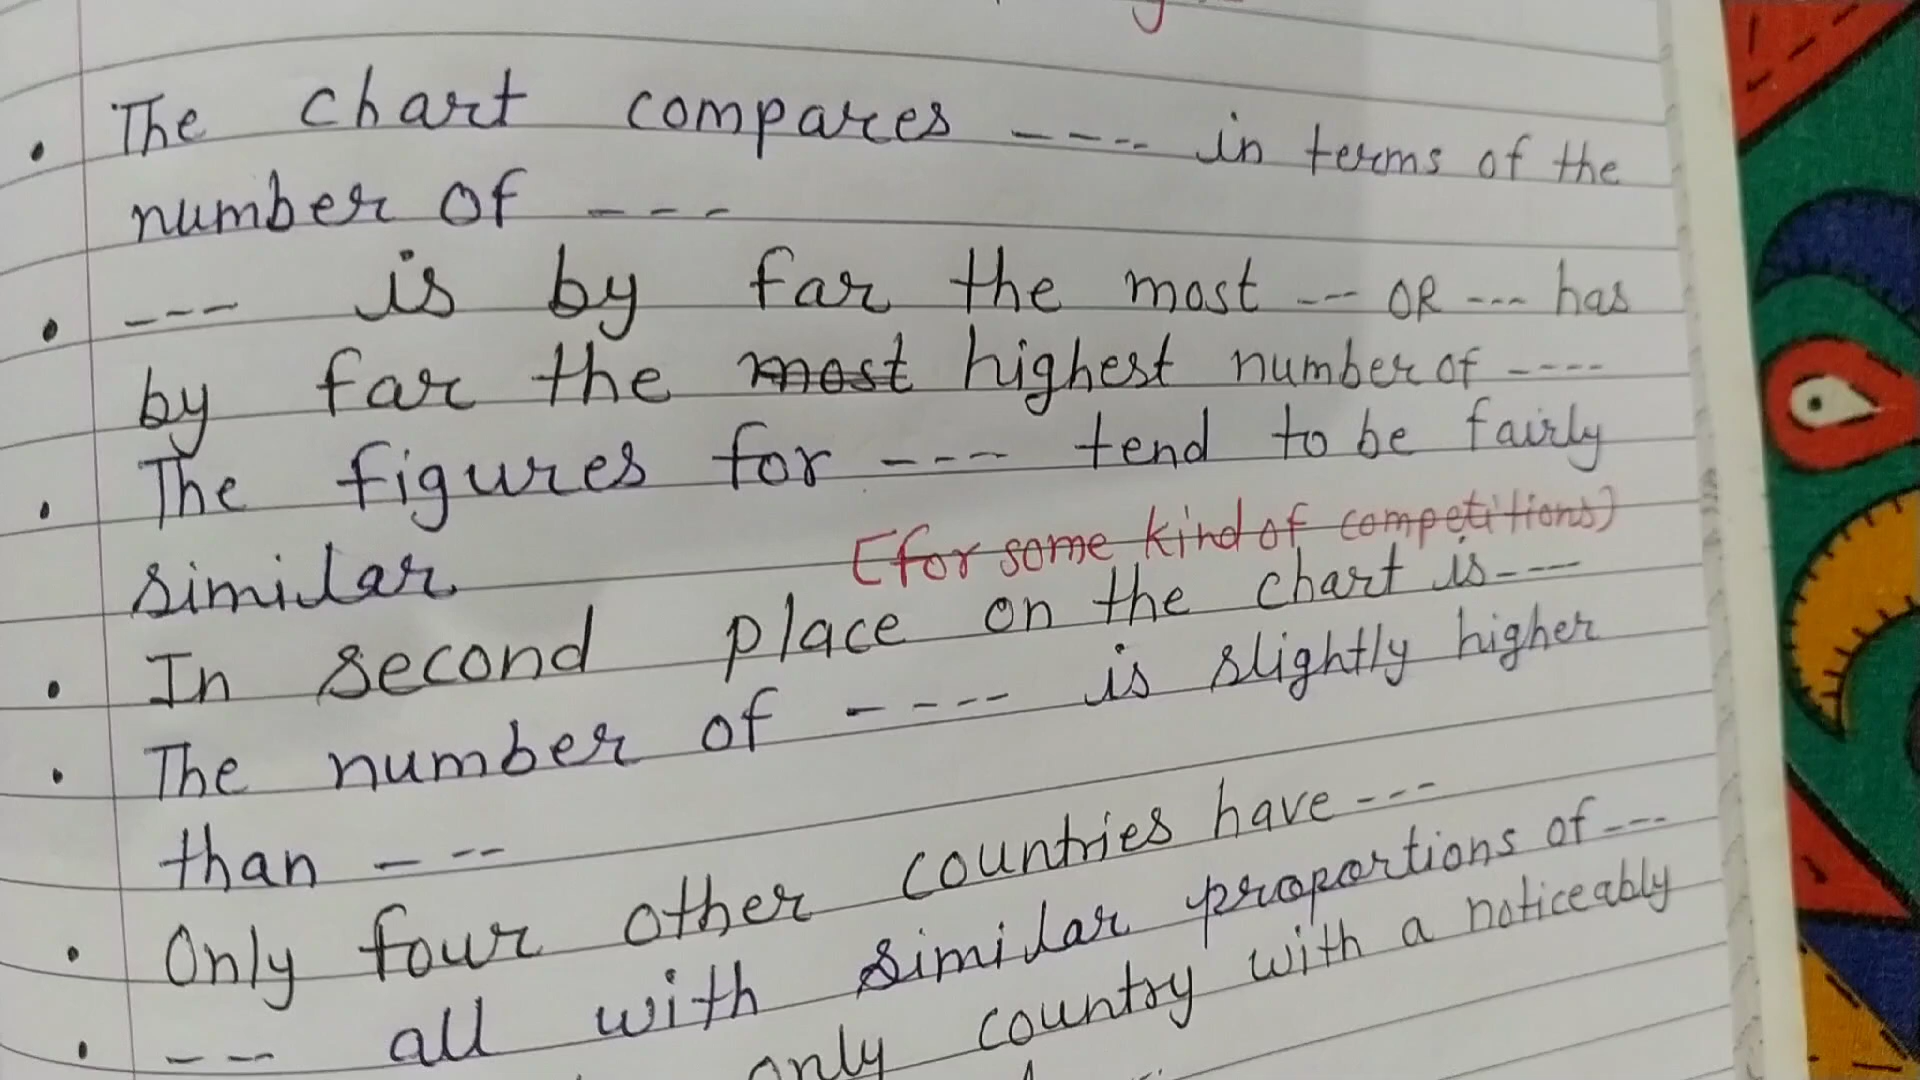 • The chart compares ---- in terms of the
number of ---
• --- is by far the most -- OR --- has
by far the most highest number of ----
• The figures for ---- tend to be fairly
similar
(for some kind of competitions)
• In second place on the chart is ---
• The number of ---- is slightly higher
than ---
• Only four other countries have ---
• -- all with similar proportions of ---
only country with a noticeably